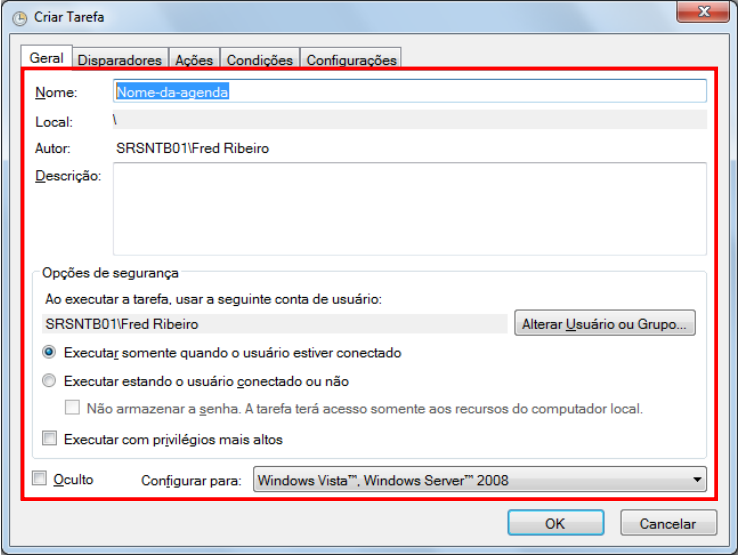 Criar Tarefa
Geral Disparadores Ações Condições Configurações
Nome: Nome-da-agenda
Local: \
Autor: SRSNTB01\Fred Ribeiro
Descrição:
Opções de segurança
Ao executar a tarefa, usar a seguinte conta de usuário:
SRSNTB01\Fred Ribeiro Alterar Usuário ou Grupo...
Executar somente quando o usuário estiver conectado
Executar estando o usuário conectado ou não
Não armazenar a senha. A tarefa terá acesso somente aos recursos do computador local.
Executar com privilégios mais altos
Oculto Configurar para: Windows Vista™, Windows Server™ 2008
OK Cancelar